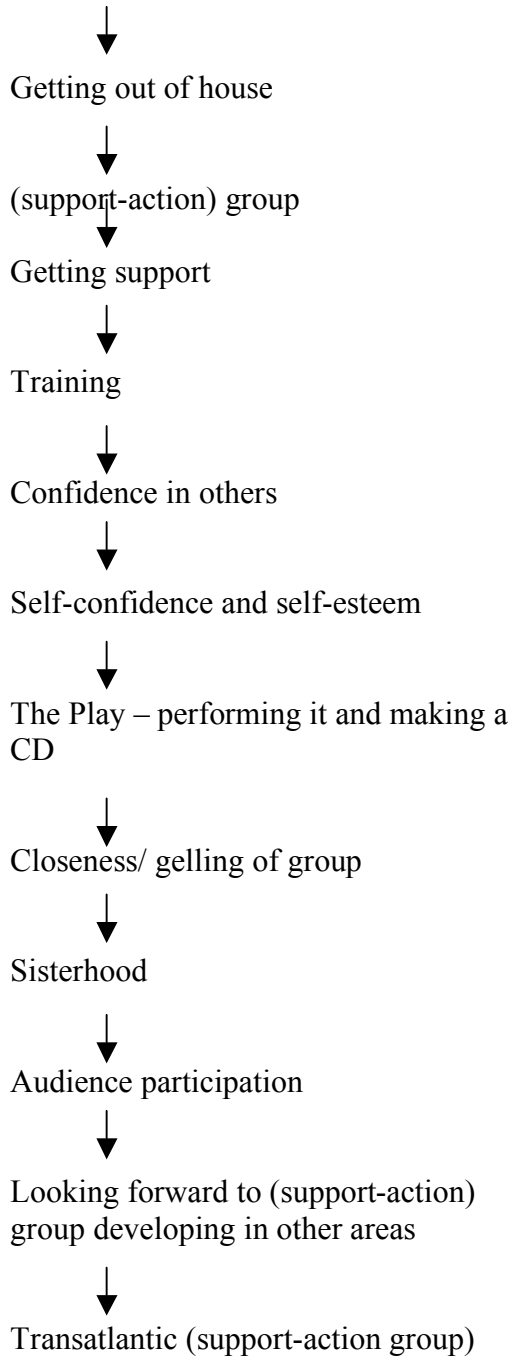 Getting out of house
(support-action) group
Getting support
Training
Confidence in others
Self-confidence and self-esteem
The Play – performing it and making a
CD
Closeness/ gelling of group
Sisterhood
Audience participation
Looking forward to (support-action)
group developing in other areas
Transatlantic (support-action group)